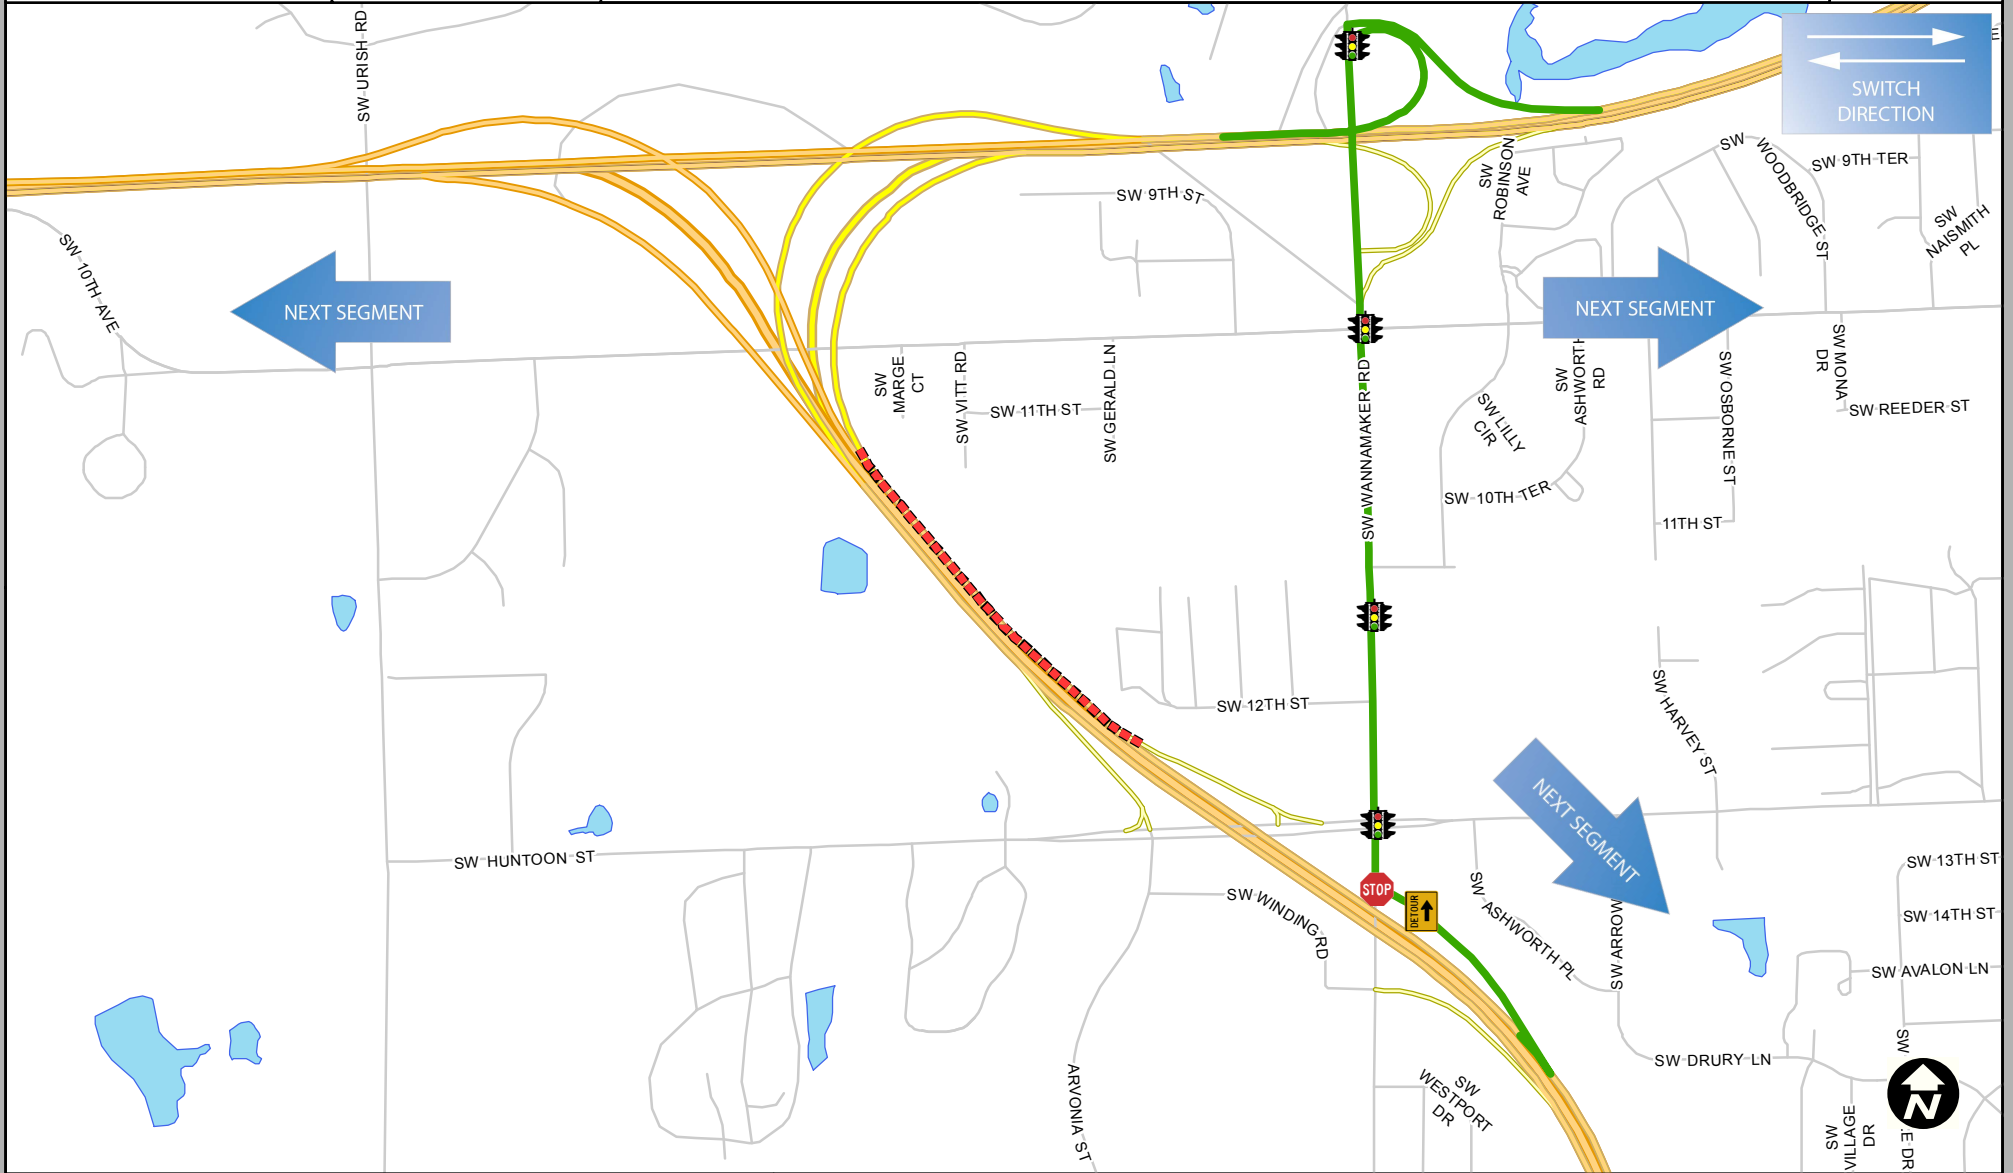 SW URISH RD
SWITCH
DIRECTION
SW 10TH AVE
NEXT SEGMENT
SW 9TH ST
SW
ROBINSON
AVE
SW
WOODBRIDGE ST
SW 9TH TER
SW
NAISMITH
PL
NEXT SEGMENT
SW
MARGE
CT
SW VITT RD
SW 11TH ST
SW GERALD LN
SW WANNAMAKER RD
SW LILLY
CIR
SW
ASHWORTH
RD
SW OSBORNE ST
SW MONA
DR
SW REEDER ST
SW 10TH TER
11TH ST
SW 12TH ST
SW HARVEY ST
NEXT SEGMENT
SW HUNTOON ST
STOP
DETOUR
SW WINDING RD
SW ASHWORTH PL
SW ARROW
SW 13TH ST
SW 14TH ST
SW AVALON LN
SW DRURY LN
ARVONIA ST
SW
WESTPORT
DR
SW
VILLAGE
DR
SW
E DR
N